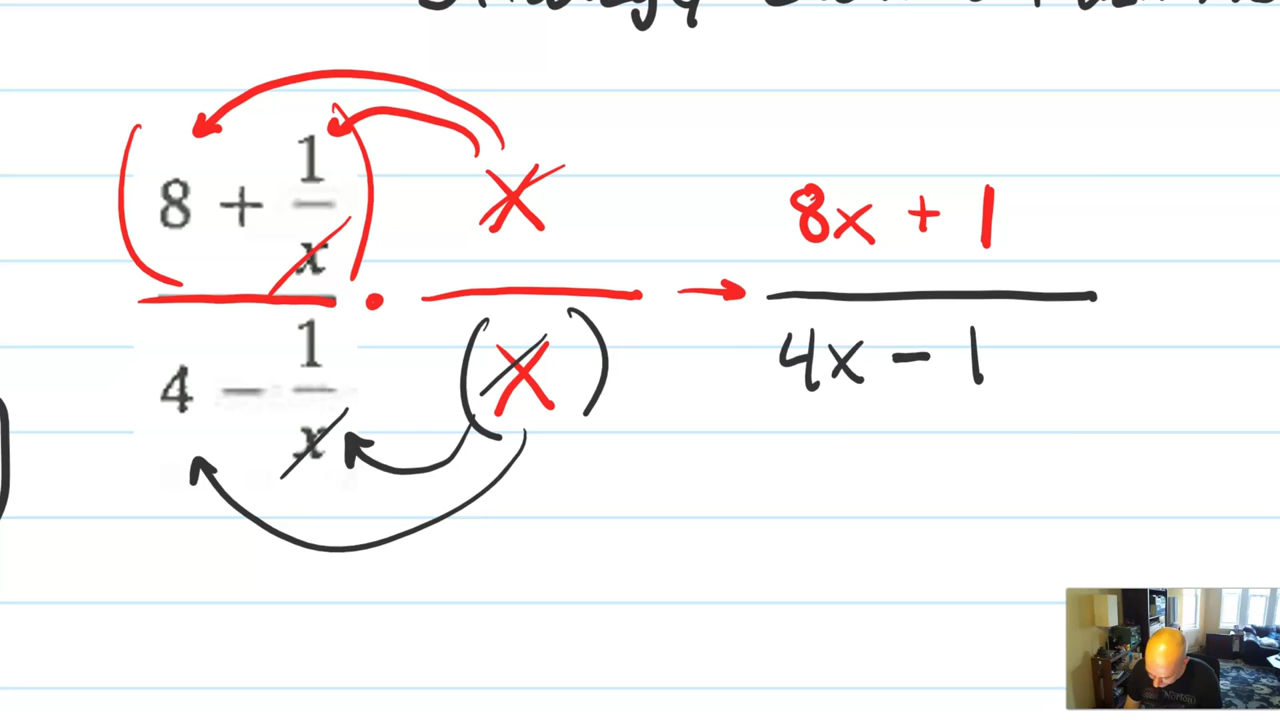 8 + 1/x x 8x + 1
4 − 1/x (x) 4x − 1